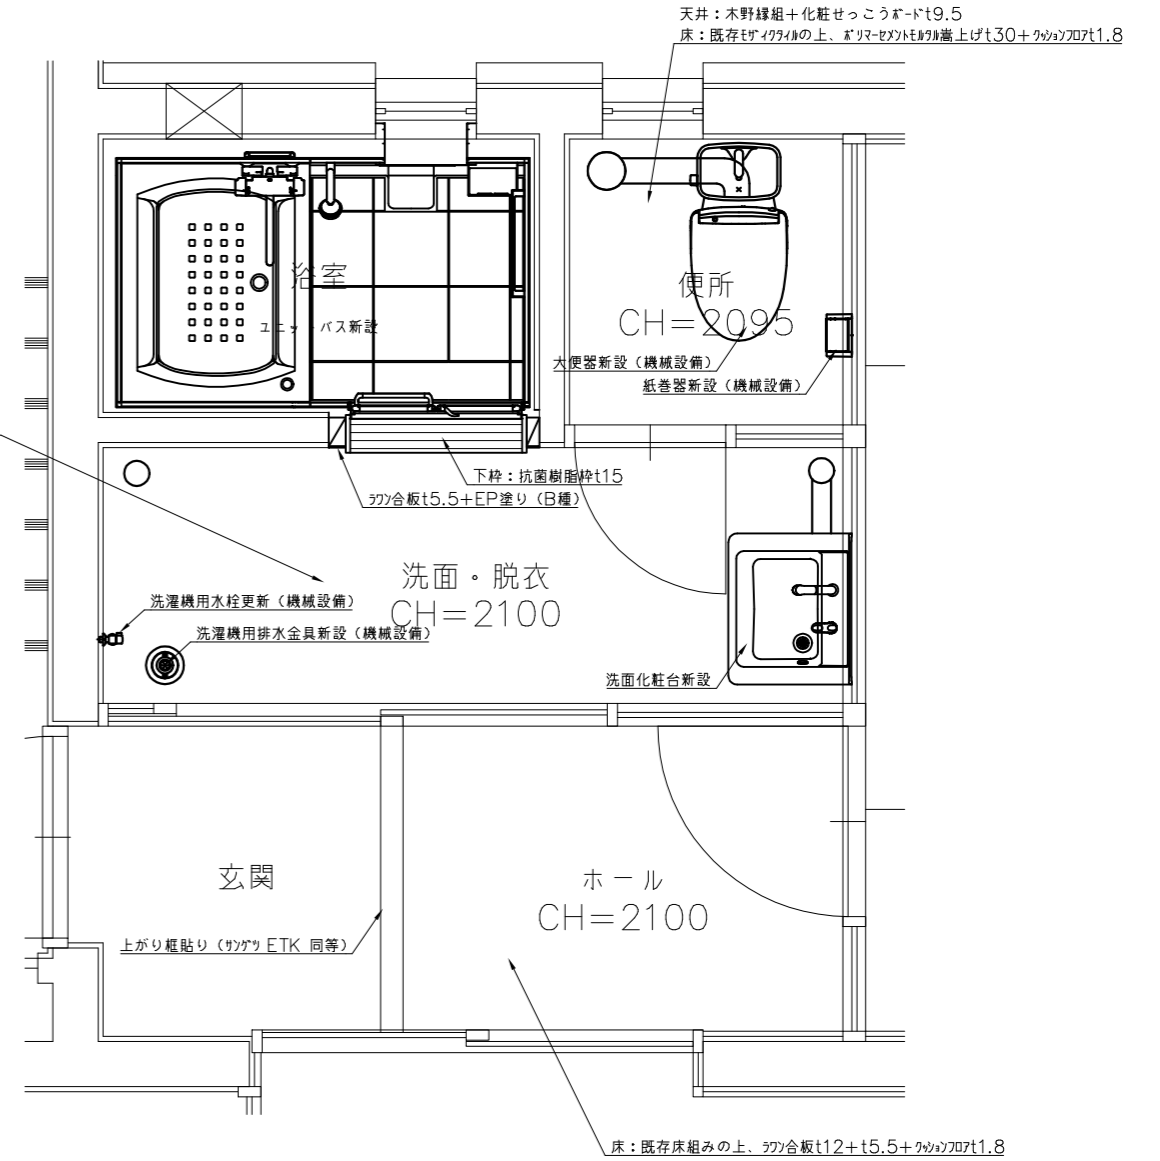 天井：木野縁組＋化粧せっこうﾎﾞｰﾄﾞt9.5
床：既存ﾓｻﾞｲｸﾀｲﾙの上、ﾎﾟﾘﾏｰｾﾒﾝﾄﾓﾙﾀﾙ嵩上げt30＋ｸｯｼｮﾝﾌﾛｱt1.8
浴室
ユニットバス新設
便所
CH＝2095
大便器新設（機械設備）
紙巻器新設（機械設備）
下枠：抗菌樹脂枠t15
ﾗﾜﾝ合板t5.5+EP塗り（B種）
洗面・脱衣
CH＝2100
洗濯機用水栓更新（機械設備）
洗濯機用排水金具新設（機械設備）
洗面化粧台新設
玄関
ホール
CH＝2100
上がり框貼り（ｻﾝｹﾞﾂ ETK 同等）
床：既存床組みの上、ﾗﾜﾝ合板t12＋t5.5＋ｸｯｼｮﾝﾌﾛｱt1.8